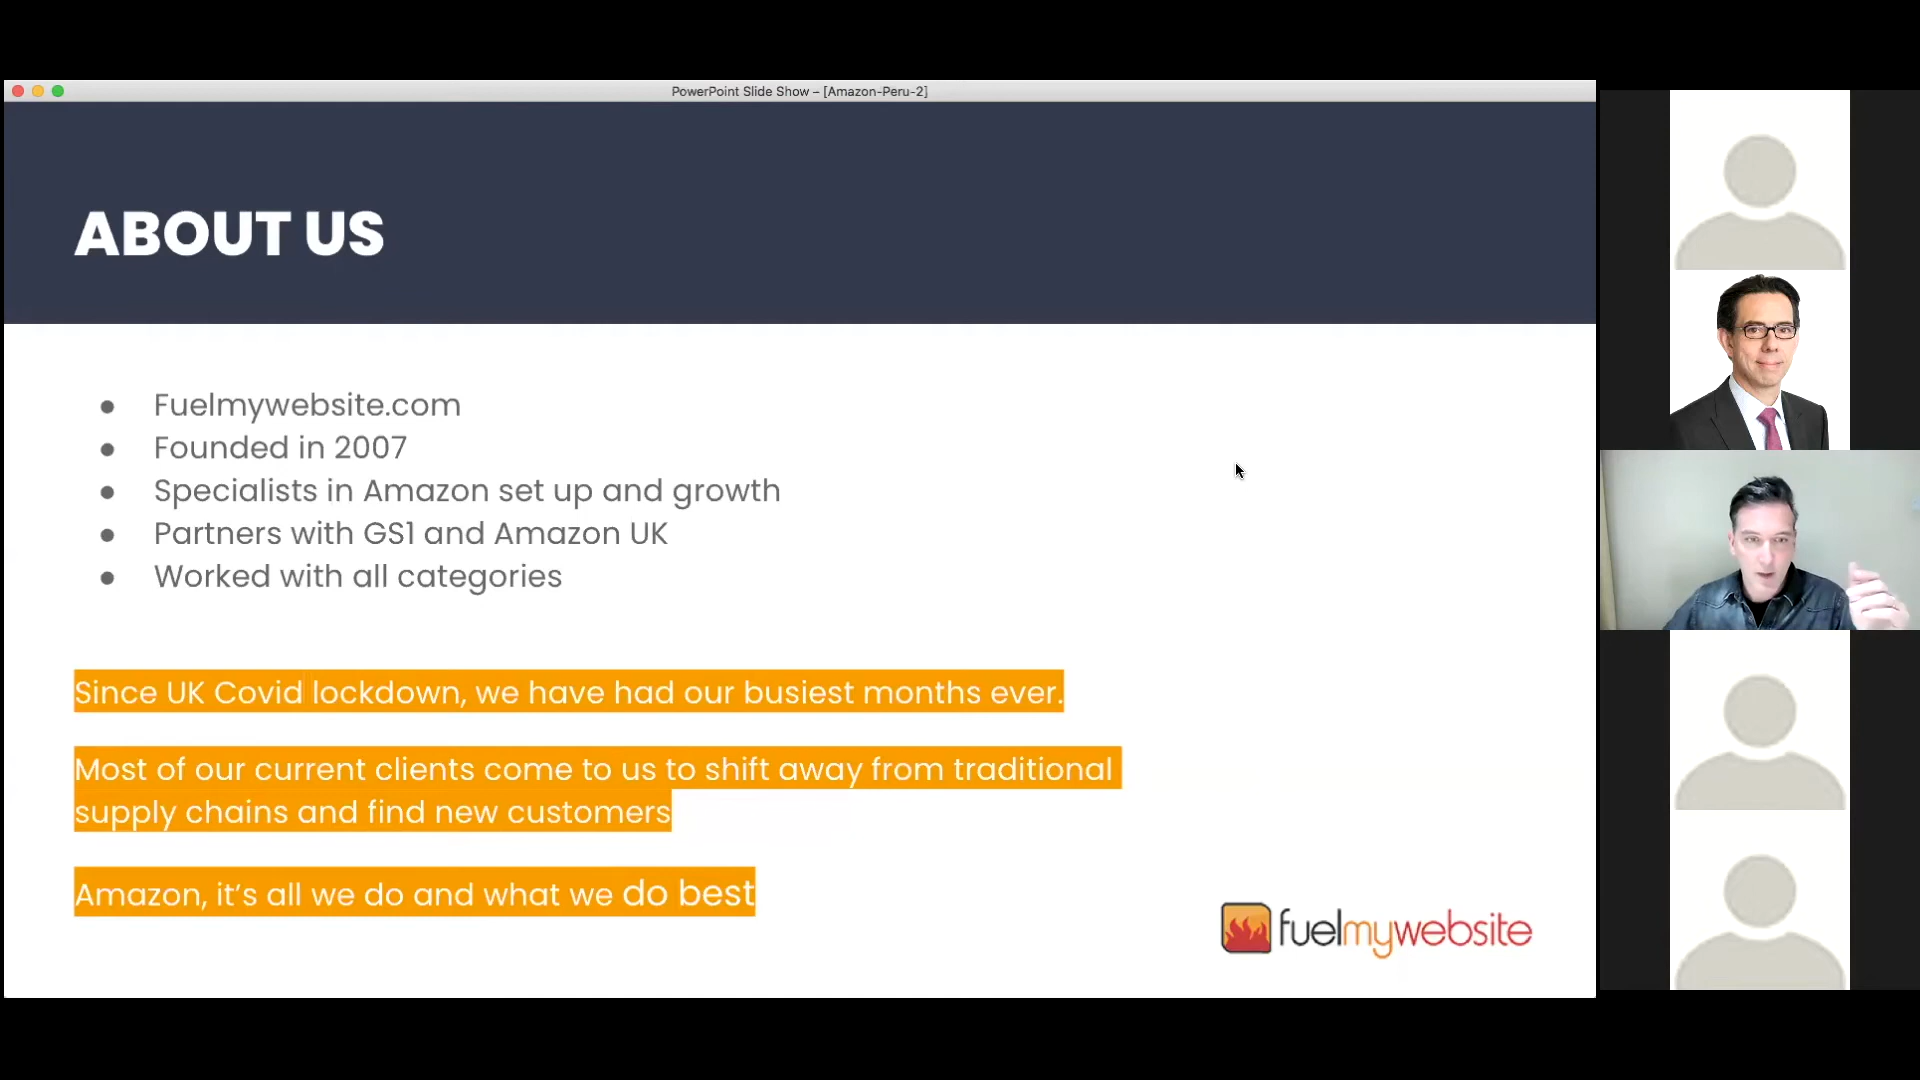 PowerPoint Slide Show – [Amazon-Peru-2]
ABOUT US
● Fuelmywebsite.com
● Founded in 2007
● Specialists in Amazon set up and growth
● Partners with GS1 and Amazon UK
● Worked with all categories
Since UK Covid lockdown, we have had our busiest months ever.
Most of our current clients come to us to shift away from traditional
supply chains and find new customers
Amazon, it’s all we do and what we do best
fuelmywebsite